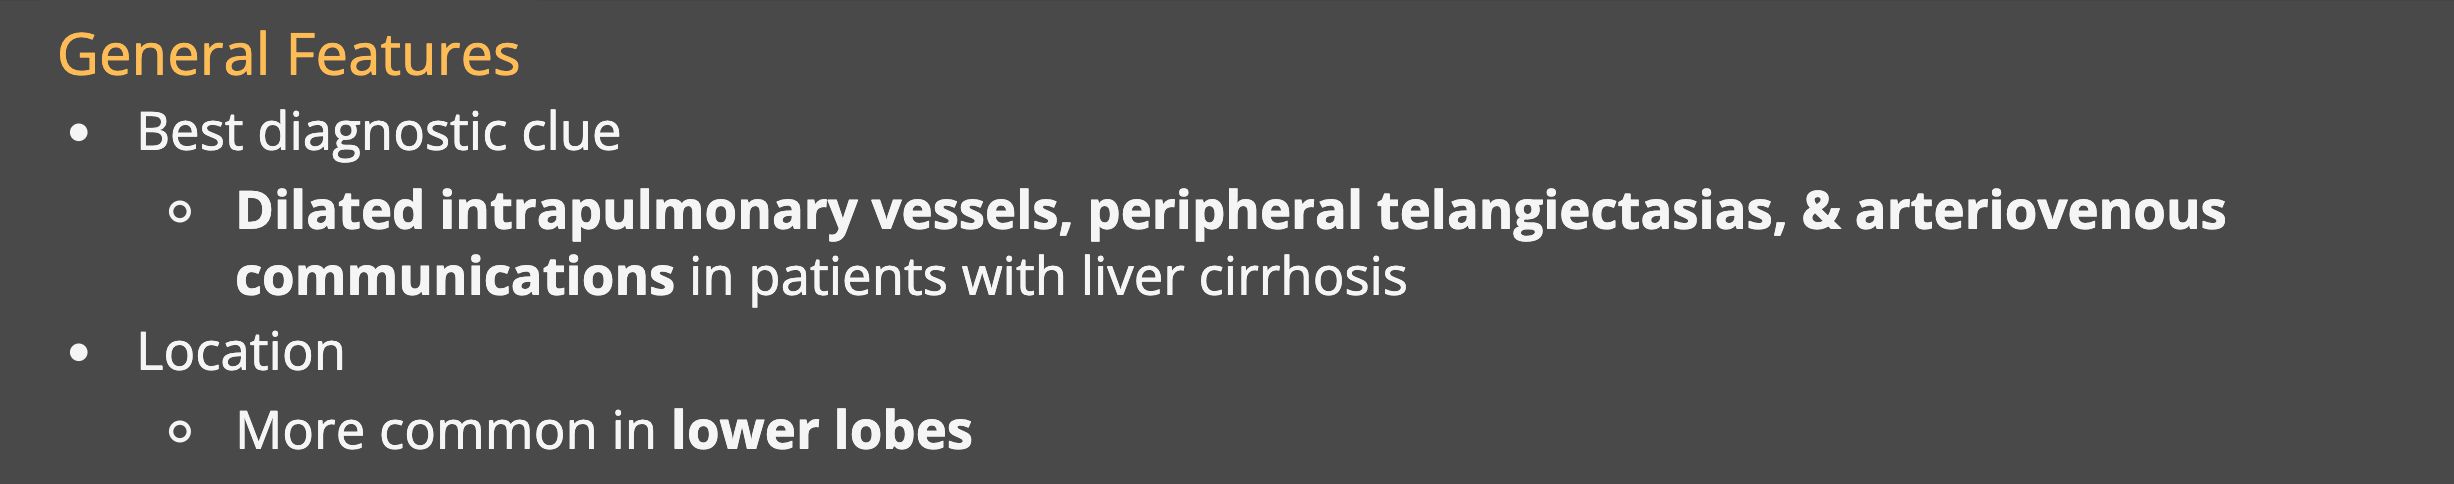 General Features
• Best diagnostic clue
○ Dilated intrapulmonary vessels, peripheral telangiectasias, & arteriovenous
communications in patients with liver cirrhosis
• Location
○ More common in lower lobes